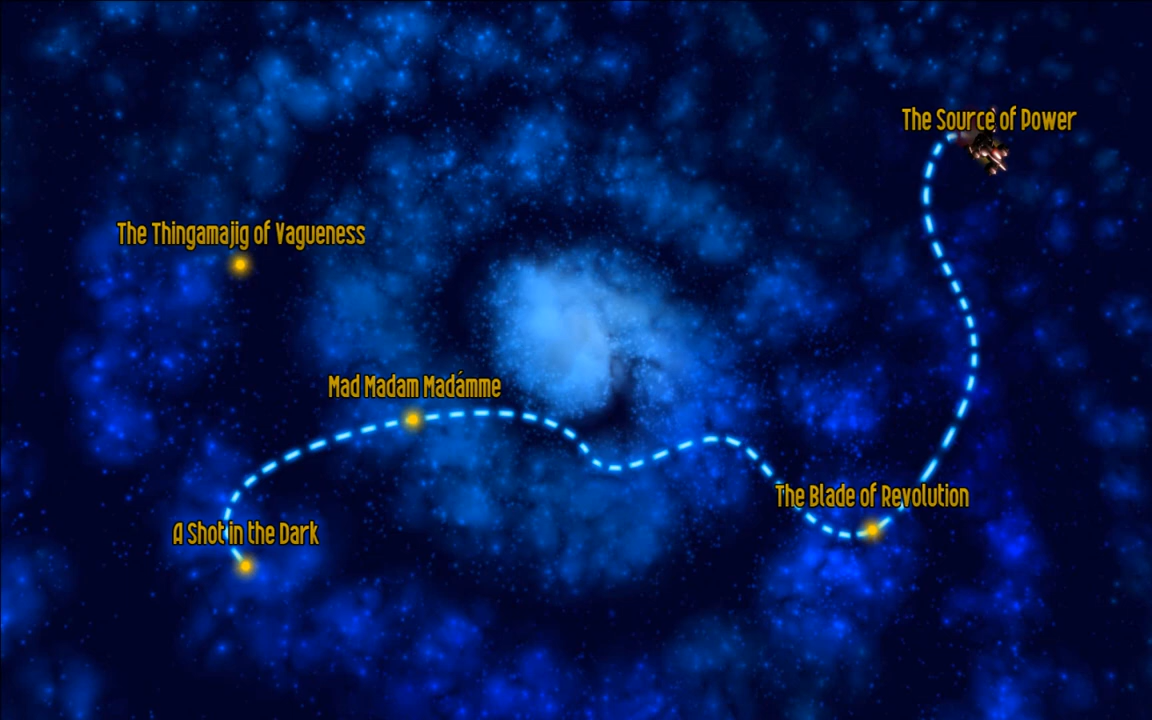 The Source of Power
The Thingamajig of Vagueness
Mad Madam Madámme
The Blade of Revolution
A Shot in the Dark